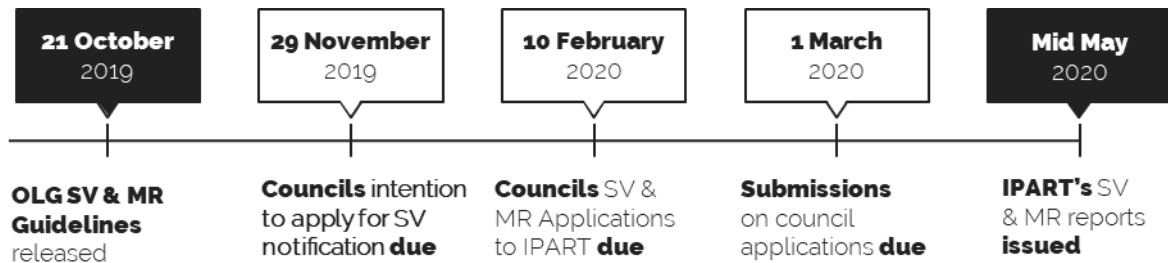 21 October
2019
29 November
2019
10 February
2020
1 March
2020
Mid May
2020
OLG SV & MR
Guidelines
released
Councils intention
to apply for SV
notification due
Councils SV &
MR Applications
to IPART due
Submissions
on council
applications due
IPART's SV
& MR reports
issued